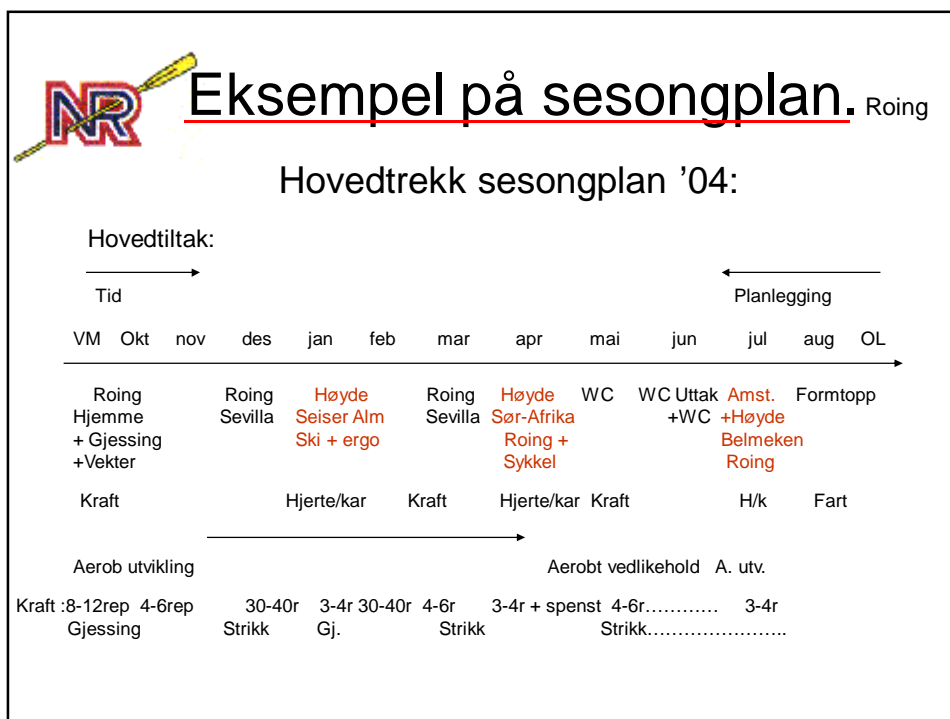 NR
Eksempel på sesongplan. Roing
Hovedtrekk sesongplan ’04:
Hovedtiltak:
Tid Planlegging
VM Okt nov des jan feb mar apr mai jun jul aug OL
Roing Roing Høyde Roing Høyde WC WC Uttak Amst. Formtopp
Hjemme Sevilla Seiser Alm Sevilla Sør-Afrika +WC +Høyde
+ Gjessing Ski + ergo Roing + Belmeken
+Vekter Sykkel Roing
Kraft Hjerte/kar Kraft Hjerte/kar Kraft H/k Fart
Aerob utvikling Aerobt vedlikehold A. utv.
Kraft :8-12rep 4-6rep 30-40r 3-4r 30-40r 4-6r 3-4r + spenst 4-6r………… 3-4r
Gjessing Strikk Gj. Strikk Strikk…………………..